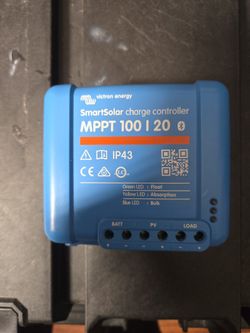 victron energy
SmartSolar charge controller
MPPT 100 | 20
IP43
Green LED : Float
Yellow LED : Absorption
Blue LED : Bulk
BATT PV LOAD